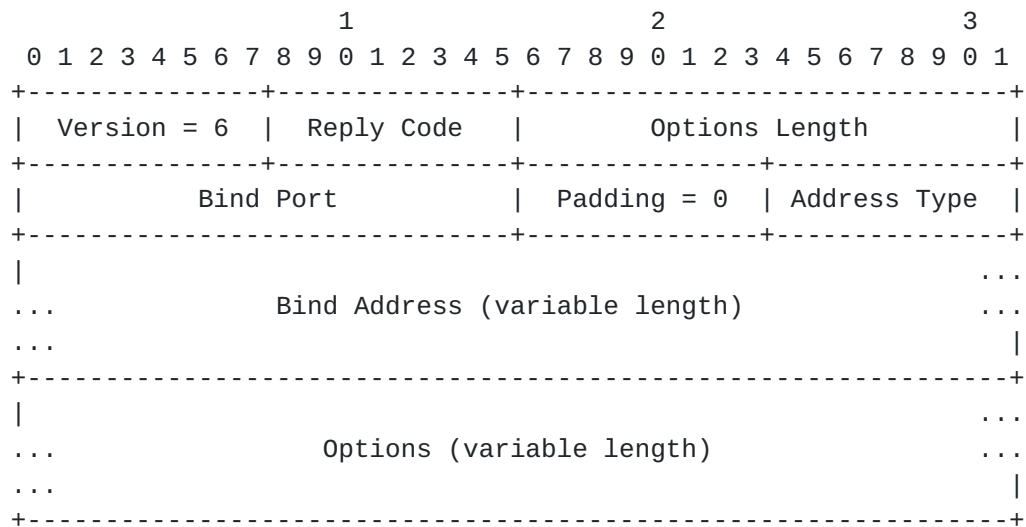 1                   2                   3
 0 1 2 3 4 5 6 7 8 9 0 1 2 3 4 5 6 7 8 9 0 1 2 3 4 5 6 7 8 9 0 1
+---------------+---------------+-------------------------------+
|  Version = 6  |  Reply Code   |        Options Length         |
+---------------+---------------+---------------+---------------+
|           Bind Port           |  Padding = 0  | Address Type  |
+-------------------------------+---------------+---------------+
|                                                             ...
...              Bind Address (variable length)               ...
...                                                             |
+---------------------------------------------------------------+
|                                                             ...
...                 Options (variable length)                 ...
...                                                             |
+---------------------------------------------------------------+